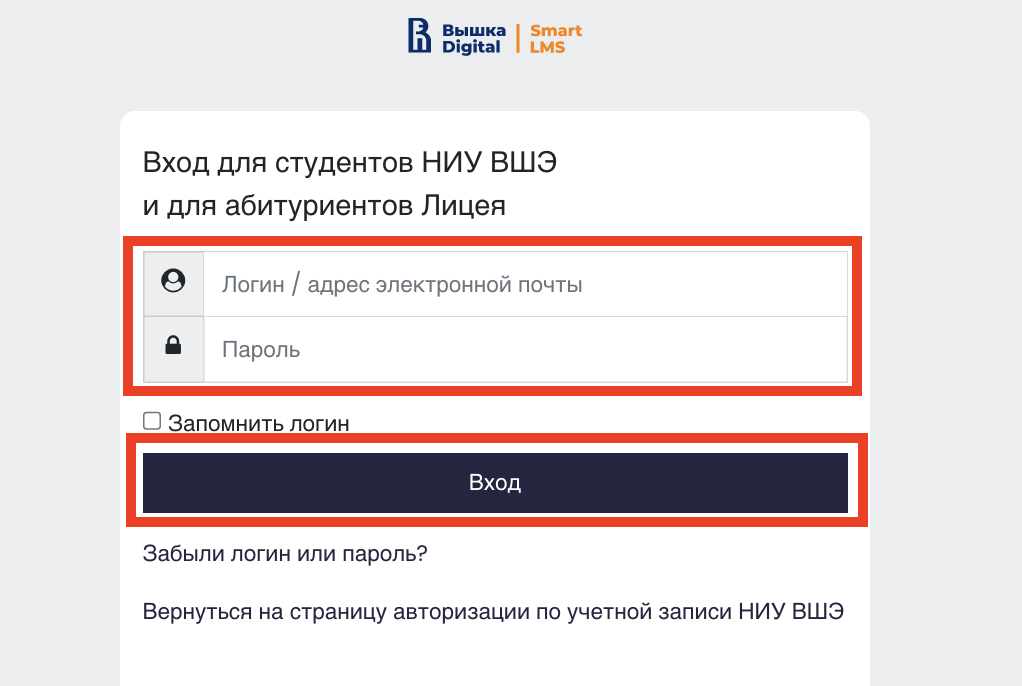 Вышка Digital | Smart LMS
Вход для студентов НИУ ВШЭ
и для абитуриентов Лицея
Логин / адрес электронной почты
Пароль
Запомнить логин
Вход
Забыли логин или пароль?
Вернуться на страницу авторизации по учетной записи НИУ ВШЭ